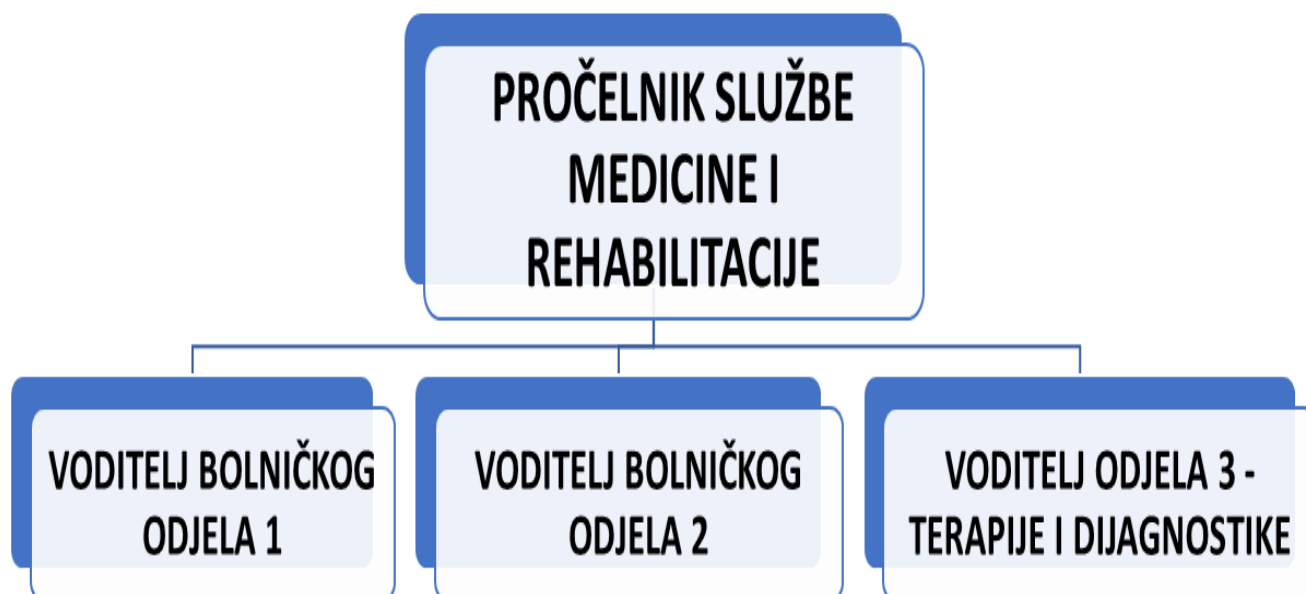 PROČELNIK SLUŽBE
MEDICINE I
REHABILITACIJE
VODITELJ BOLNIČKOG
ODJELA 1
VODITELJ BOLNIČKOG
ODJELA 2
VODITELJ ODJELA 3 -
TERAPIJE I DIJAGNOSTIKE